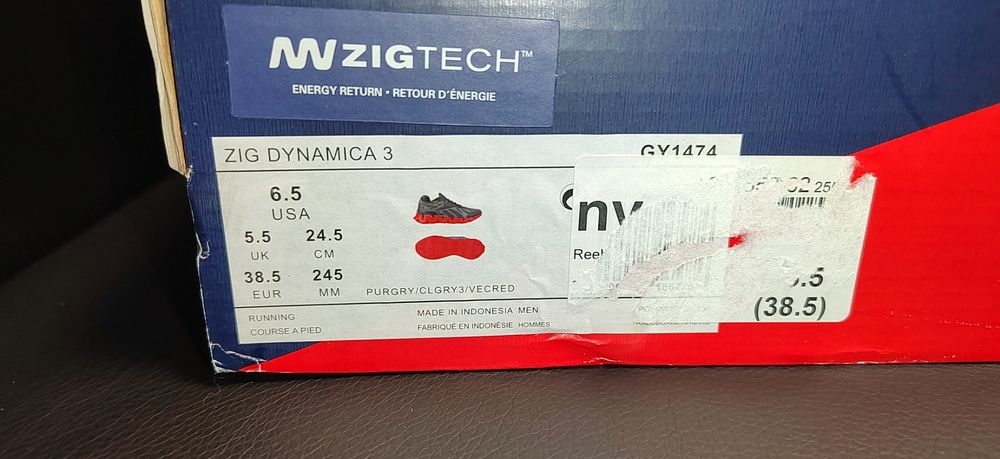 ZIGTECH™
ENERGY RETURN • RETOUR D'ÉNERGIE
ZIG DYNAMICA 3 GY1474
6.5
USA
5.5 24.5
UK CM
38.5 245
EUR MM
PURGRY/CLGRY3/VECRED
RUNNING
COURSE A PIED
MADE IN INDONESIA MEN
FABRIQUÉ EN INDONÉSIE HOMMES
(38.5)